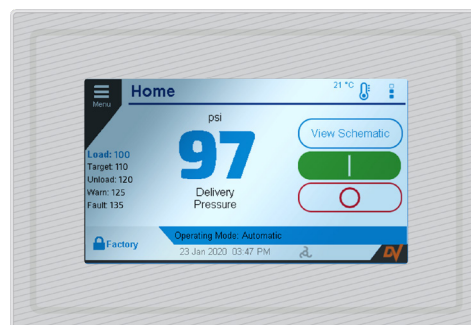 Menu
Home
21 °C
psi
97
Delivery
Pressure
View Schematic
Load: 100
Target: 110
Unload: 120
Warn: 125
Fault: 135
Factory
Operating Mode: Automatic
23 Jan 2020 03:47 PM
DV